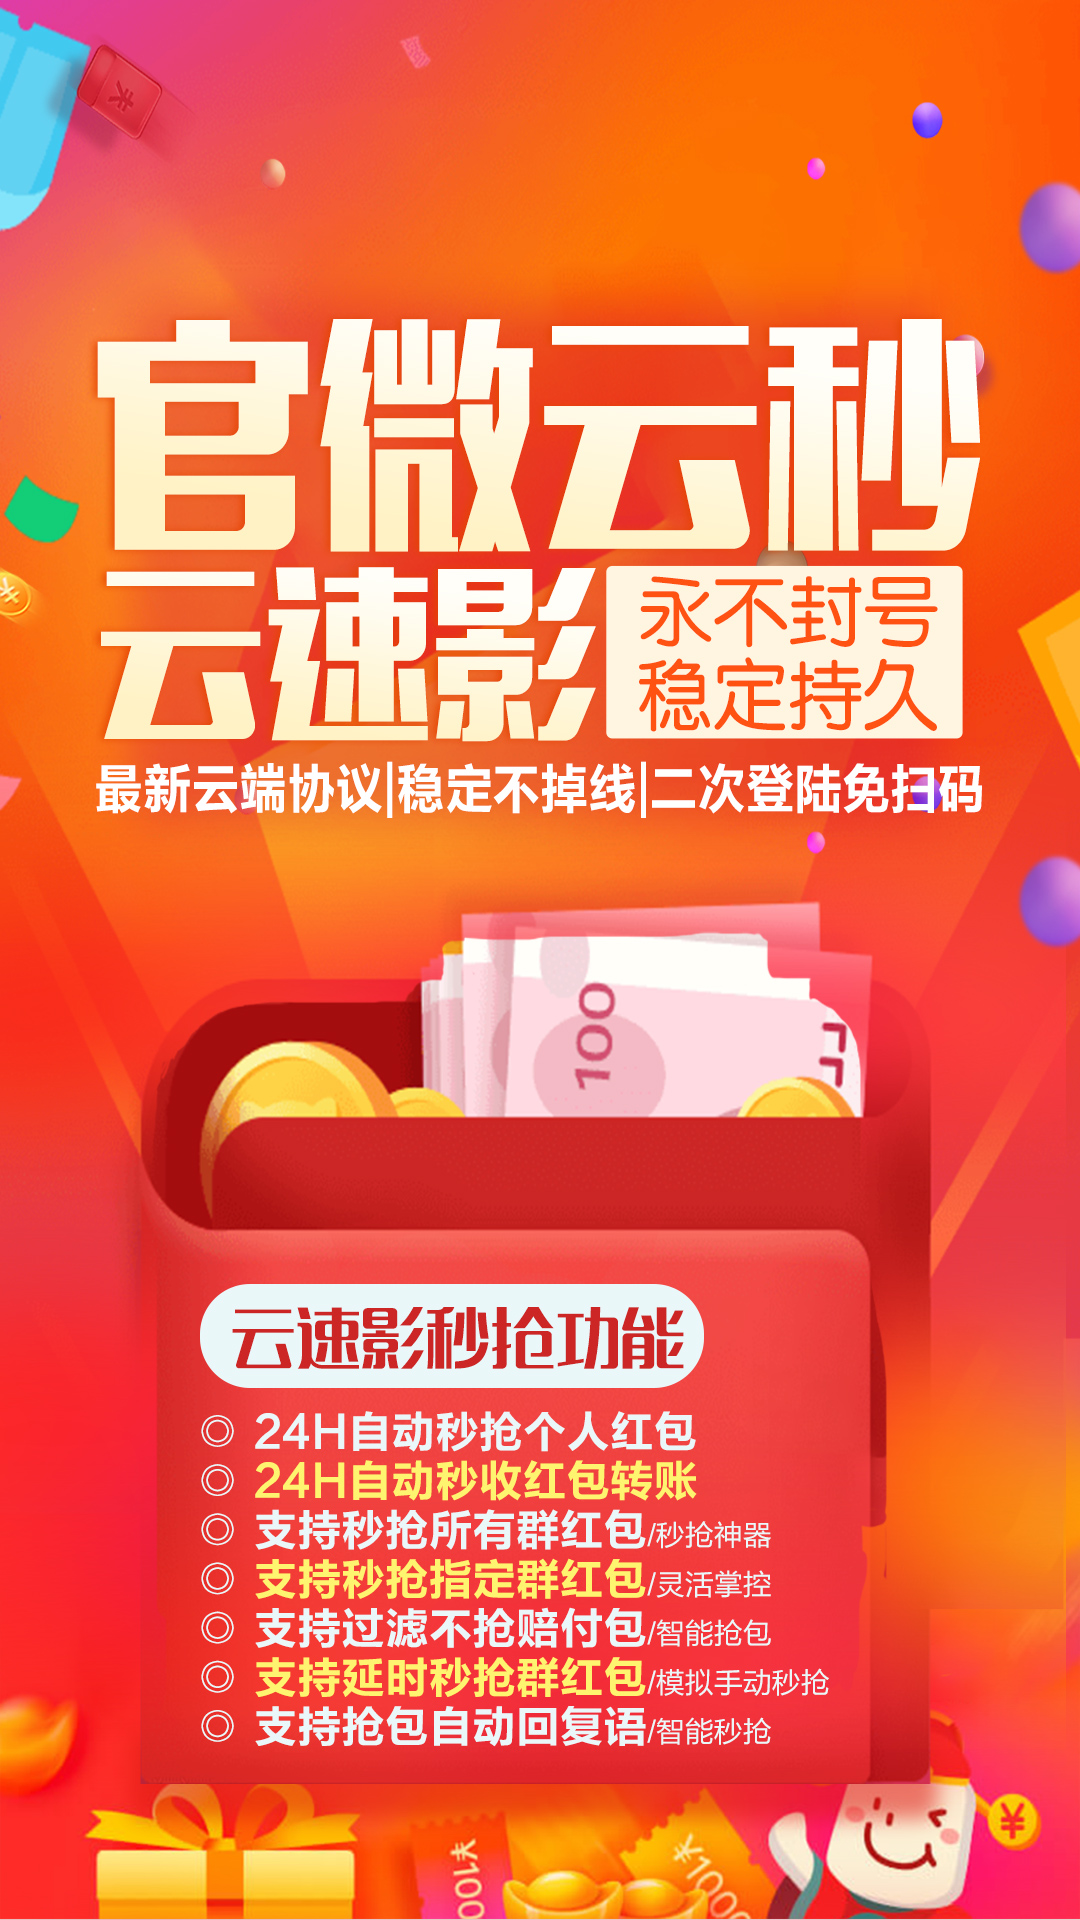 官微云秒
云速影
永不封号
稳定持久
最新云端协议|稳定不掉线|二次登陆免扫码
100
云速影秒抢功能
◎ 24H自动秒抢个人红包
◎ 24H自动秒收红包转账
◎ 支持秒抢所有群红包/秒抢神器
◎ 支持秒抢指定群红包/灵活掌控
◎ 支持过滤不抢赔付包/智能抢包
◎ 支持延时秒抢群红包/模拟手动秒抢
◎ 支持抢包自动回复语/智能秒抢
¥
¥1000